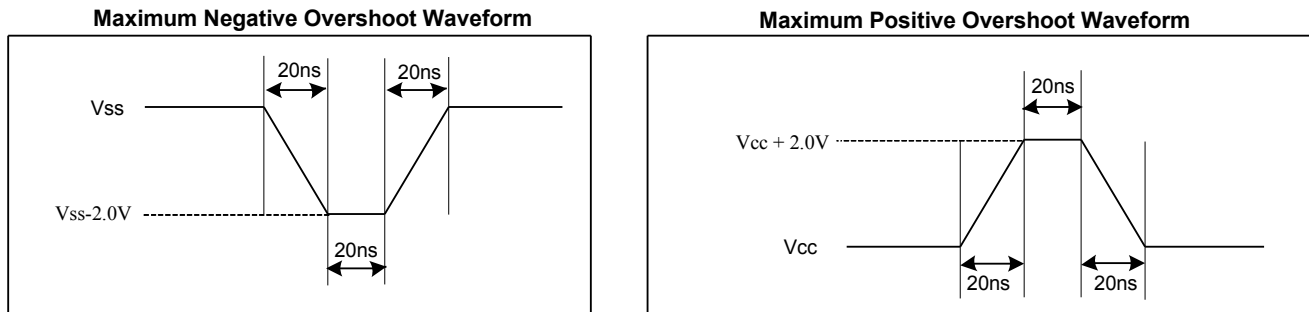 Maximum Negative Overshoot Waveform
20ns
20ns
Vss
Vss-2.0V
20ns
Maximum Positive Overshoot Waveform
20ns
Vcc + 2.0V
Vcc
20ns
20ns